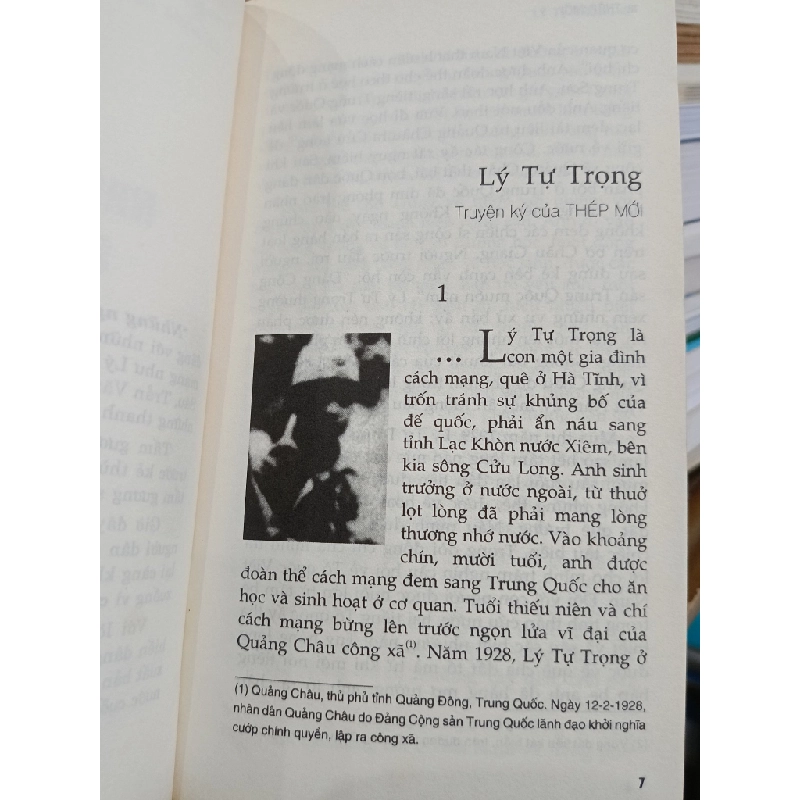 Lý Tự Trọng
Truyện ký của THÉP MỚI
1
... Lý Tự Trọng là
con một gia đình
cách mạng, quê ở Hà Tĩnh, vì
trốn tránh sự khủng bố của
đế quốc, phải ẩn náu sang
tỉnh Lạc Khòn nước Xiêm, bên
kia sông Cửu Long. Anh sinh
trưởng ở nước ngoài, từ thuở
lọt lòng đã phải mang lòng
thương nhớ nước. Vào khoảng
chín, mười tuổi, anh được
đoàn thể cách mạng đem sang Trung Quốc cho ăn
học và sinh hoạt ở cơ quan. Tuổi thiếu niên và chí
cách mạng bừng lên trước ngọn lửa vĩ đại của
Quảng Châu công xã(1). Năm 1928, Lý Tự Trọng ở
(1) Quảng Châu, thủ phủ tỉnh Quảng Đông, Trung Quốc. Ngày 12-2-1928,
nhân dân Quảng Châu do Đảng Cộng sản Trung Quốc lãnh đạo khởi nghĩa
cướp chính quyền, lập ra công xã.
7